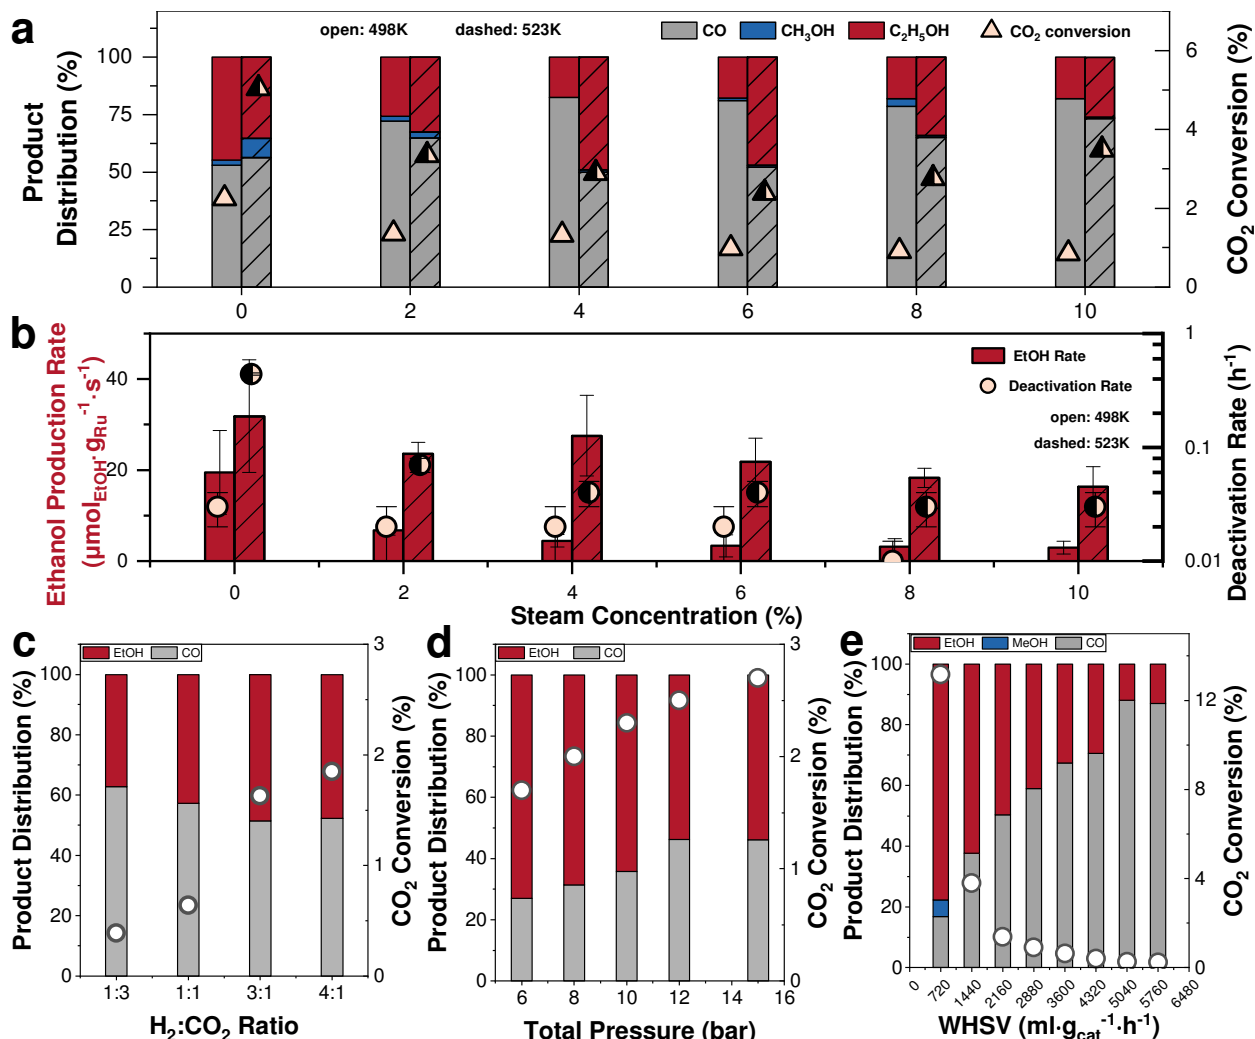 a
open: 498K dashed: 523K CO CH3OH C2H5OH CO2 conversion
Product
Distribution (%)
CO2 Conversion (%)
100
75
50
25
0
6
4
2
0
0 2 4 6 8 10
b
Ethanol Production Rate
(μmolEtOH·gRu-1·s-1)
Deactivation Rate (h-1)
EtOH Rate
Deactivation Rate
open: 498K
dashed: 523K
40
20
0
1
0.1
0.01
0 2 4 6 8 10
Steam Concentration (%)
c
EtOH CO
Product Distribution (%)
CO2 Conversion (%)
100
80
60
40
20
0
3
2
1
0
1:3 1:1 3:1 4:1
H2:CO2 Ratio
d
EtOH CO
Product Distribution (%)
CO2 Conversion (%)
100
80
60
40
20
0
3
2
1
0
6 8 10 12 14 16
Total Pressure (bar)
e
EtOH MeOH CO
Product Distribution (%)
CO2 Conversion (%)
100
80
60
40
20
0
12
8
4
0
0 720 1440 2160 2880 3600 4320 5040 5760 6480
WHSV (ml·gcat-1·h-1)